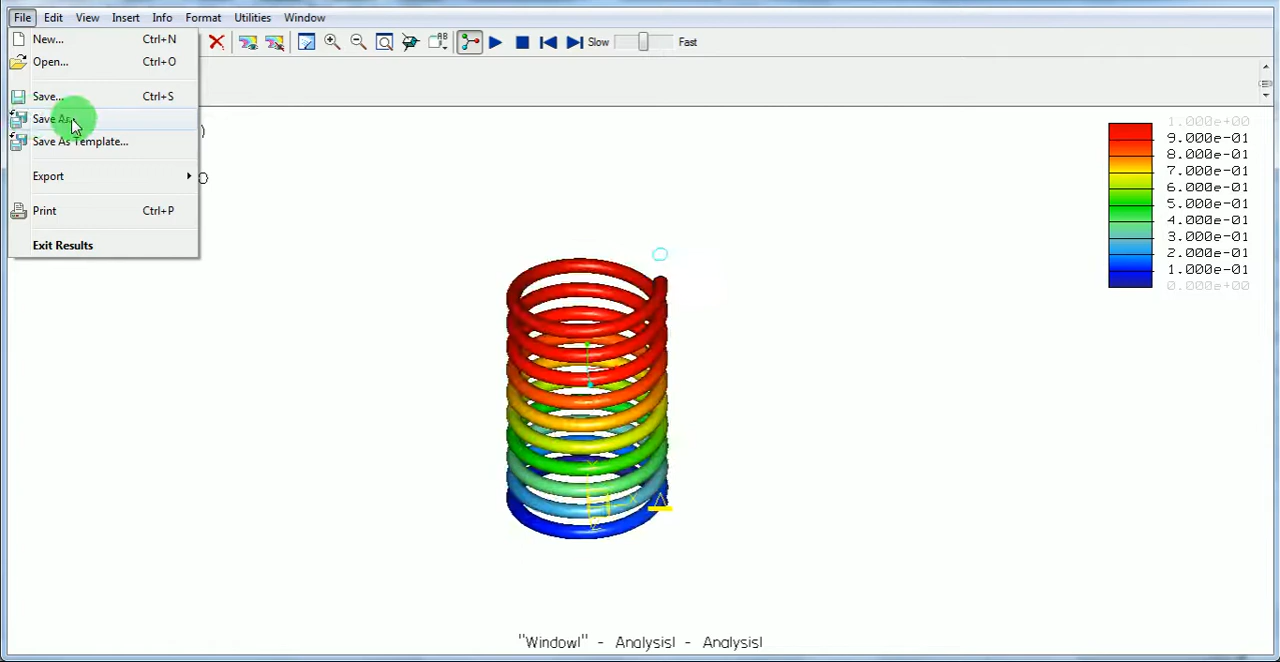 File Edit View Insert Info Format Utilities Window
New... Ctrl+N
Open... Ctrl+O
Slow Fast
Save... Ctrl+S
Save As
Save As Template...
Export
Print Ctrl+P
Exit Results
)
O
1.000e+00
9.000e-01
8.000e-01
7.000e-01
6.000e-01
5.000e-01
4.000e-01
3.000e-01
2.000e-01
1.000e-01
0.000e+00
Y
X
Z
"Window1" - Analysis1 - Analysis1